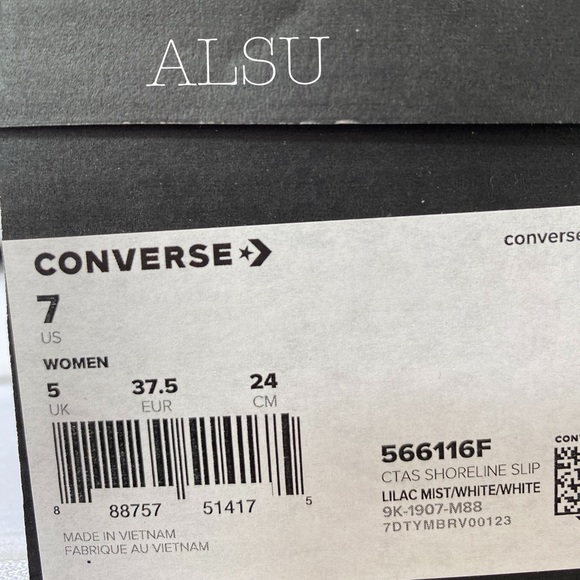 ALSU
CONVERSE
converse
7
US
WOMEN
5 37.5 24
UK EUR CM
8 88757 51417 5
MADE IN VIETNAM
FABRIQUE AU VIETNAM
566116F
CTAS SHORELINE SLIP
LILAC MIST/WHITE/WHITE
9K-1907-M88
7DTYMBRV00123
CON